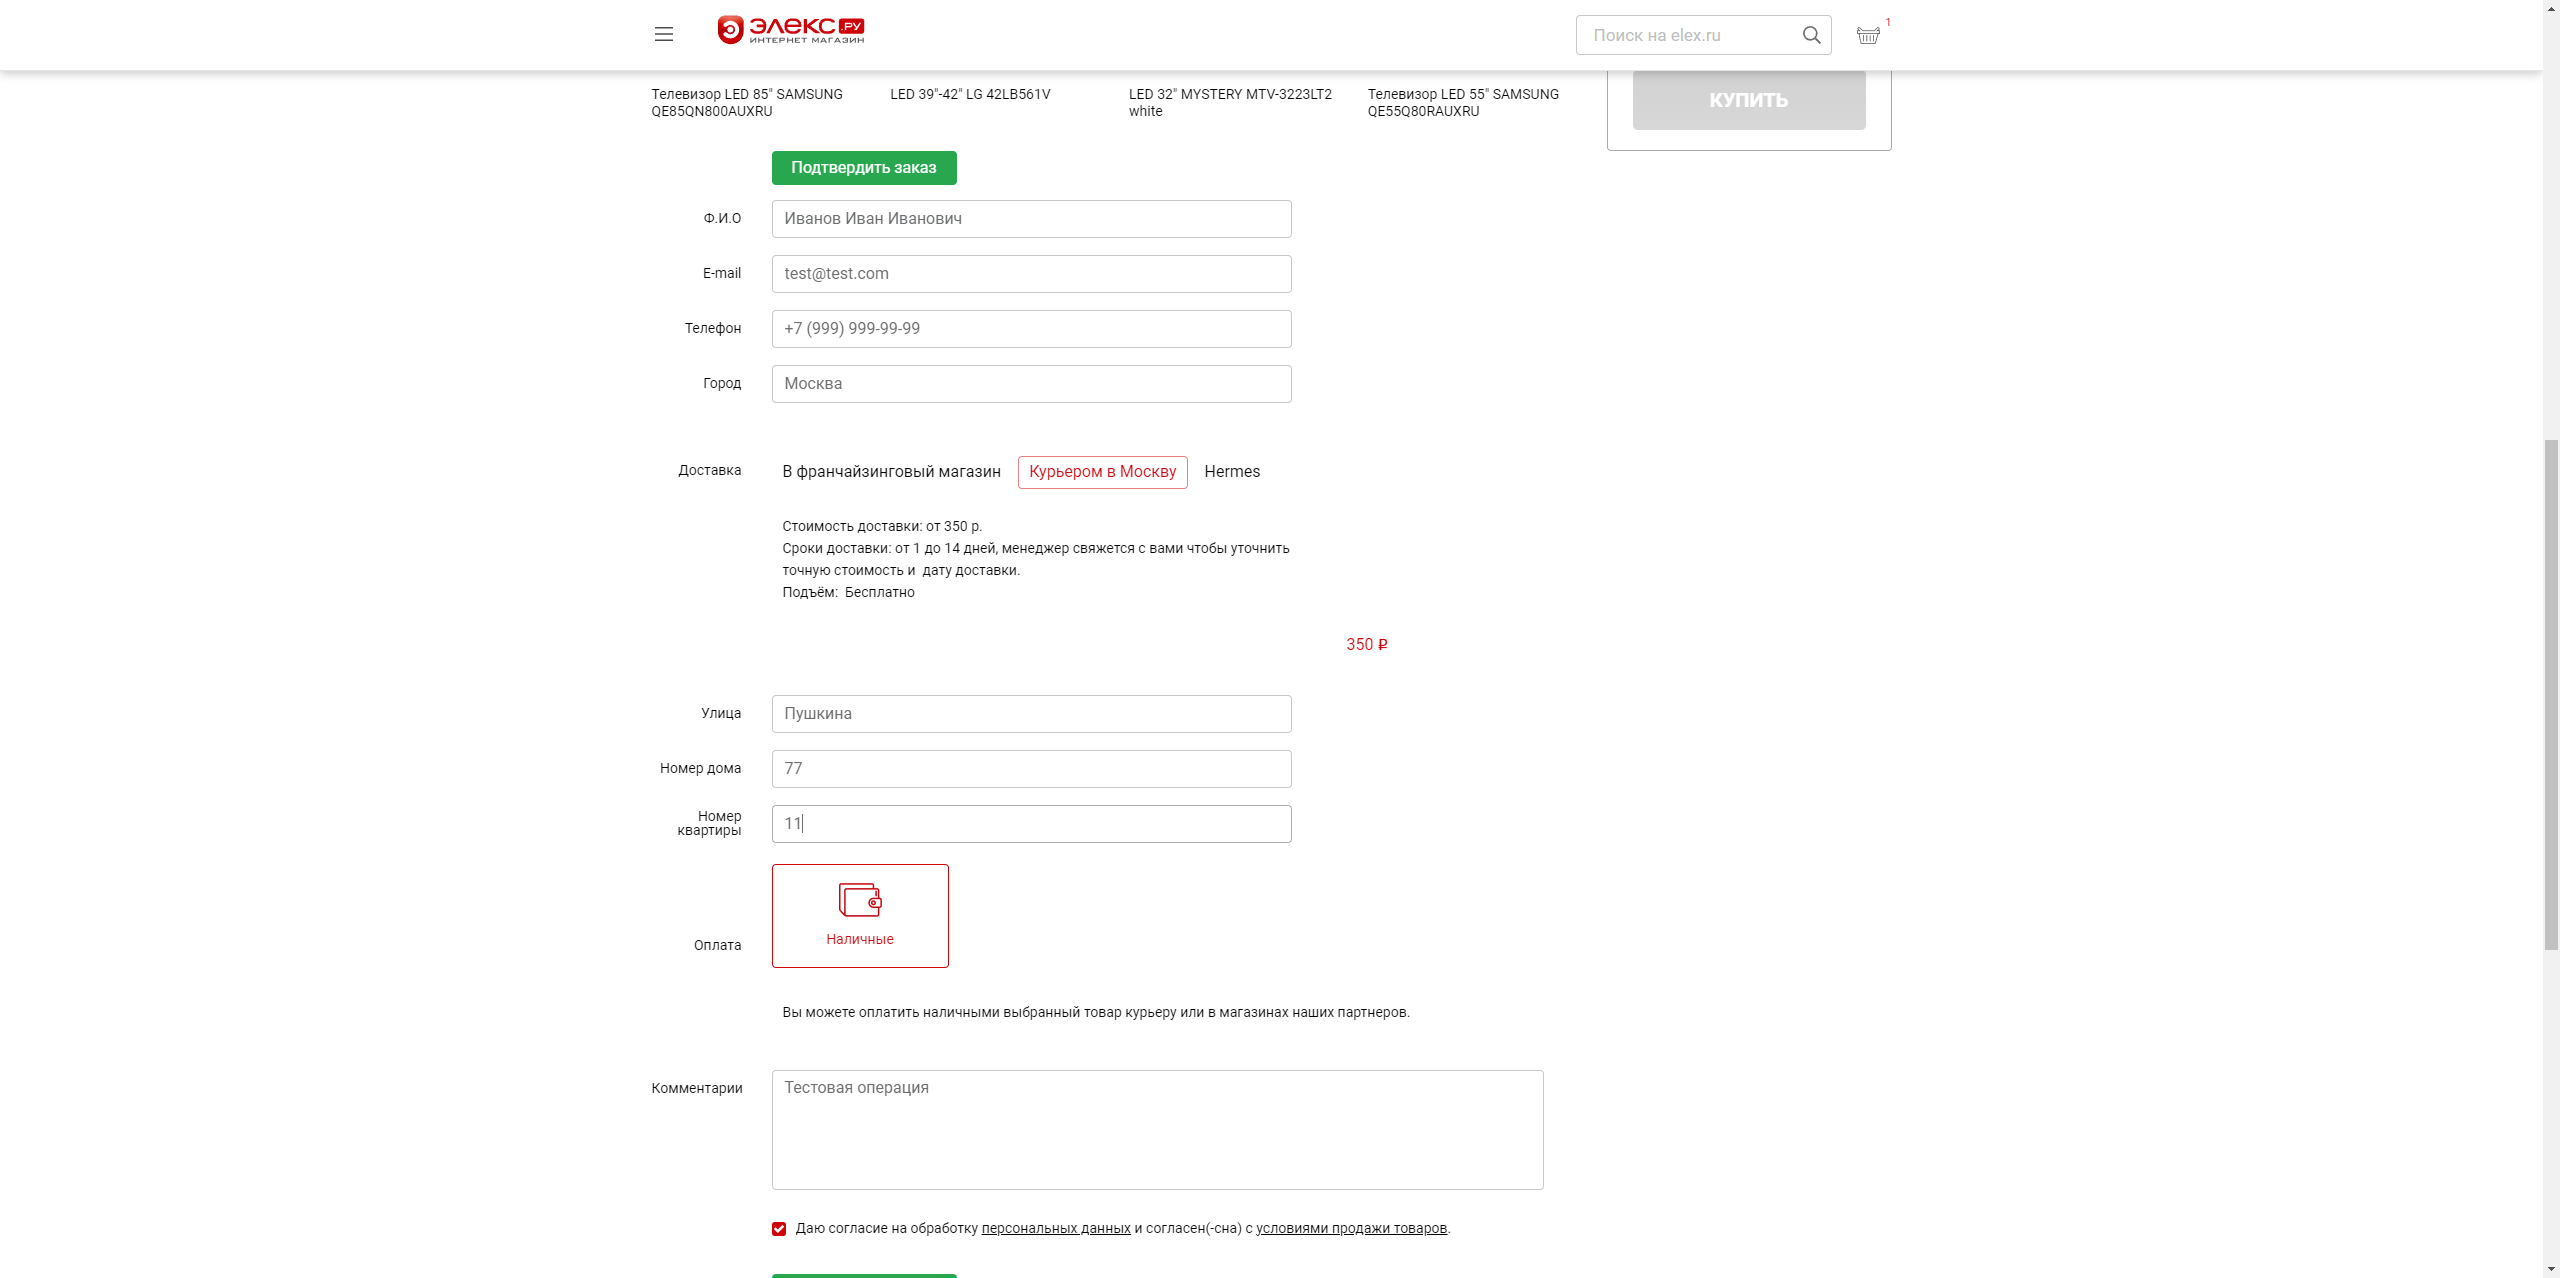 ЭЛЕКС.РУ
ИНТЕРНЕТ МАГАЗИН
Поиск на elex.ru
1
Телевизор LED 85" SAMSUNG
QE85QN800AUXRU
LED 39"-42" LG 42LB561V
LED 32" MYSTERY MTV-3223LT2
white
Телевизор LED 55" SAMSUNG
QE55Q80RAUXRU
КУПИТЬ
Подтвердить заказ
Ф.И.О
Иванов Иван Иванович
E-mail
test@test.com
Телефон
+7 (999) 999-99-99
Город
Москва
Доставка
В франчайзинговый магазин
Курьером в Москву
Hermes
Стоимость доставки: от 350 р.
Сроки доставки: от 1 до 14 дней, менеджер свяжется с вами чтобы уточнить
точную стоимость и дату доставки.
Подъём: Бесплатно
350 ₽
Улица
Пушкина
Номер дома
77
Номер
квартиры
11
Оплата
Наличные
Вы можете оплатить наличными выбранный товар курьеру или в магазинах наших партнеров.
Комментарии
Тестовая операция
Даю согласие на обработку персональных данных и согласен(-сна) с условиями продажи товаров.